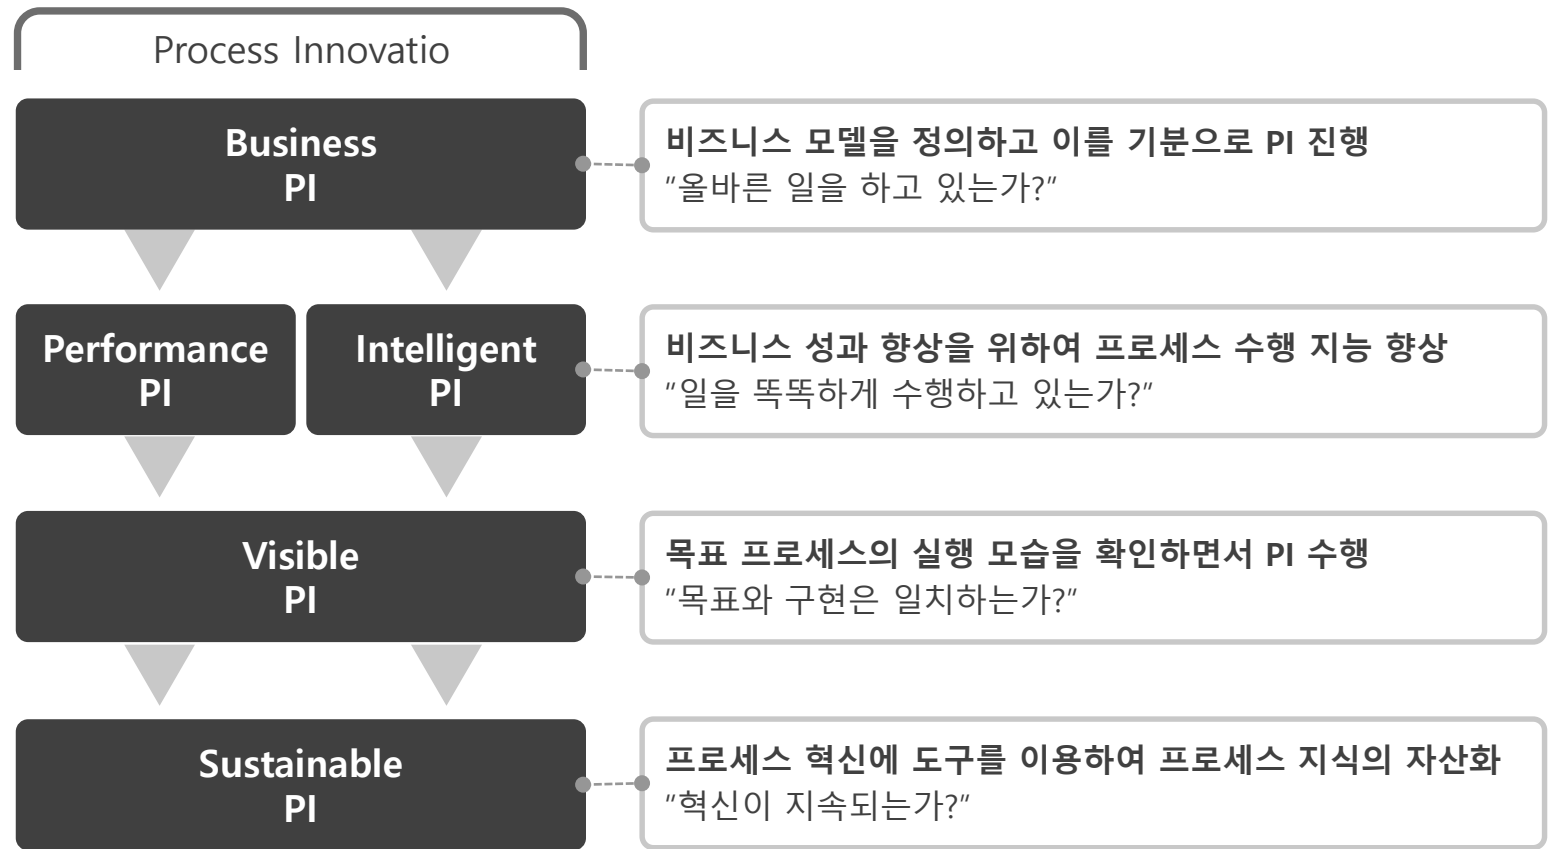 Process Innovatio
Business
PI
비즈니스 모델을 정의하고 이를 기분으로 PI 진행
"올바른 일을 하고 있는가?"
Performance
PI
Intelligent
PI
비즈니스 성과 향상을 위하여 프로세스 수행 지능 향상
"일을 똑똑하게 수행하고 있는가?"
Visible
PI
목표 프로세스의 실행 모습을 확인하면서 PI 수행
"목표와 구현은 일치하는가?"
Sustainable
PI
프로세스 혁신에 도구를 이용하여 프로세스 지식의 자산화
"혁신이 지속되는가?"